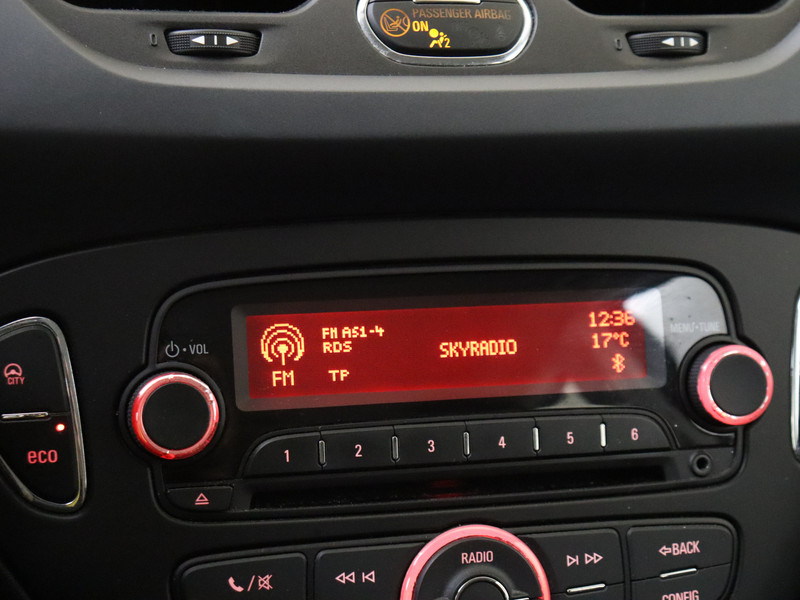 PASSENGER AIRBAG
ON
2
VOL
MENU-TUNE
FM AS1-4
RDS
FM
TP
SKYRADIO
12:36
17°C
CITY
eco
1 2 3 4 5 6
RADIO
BACK
CONFIG